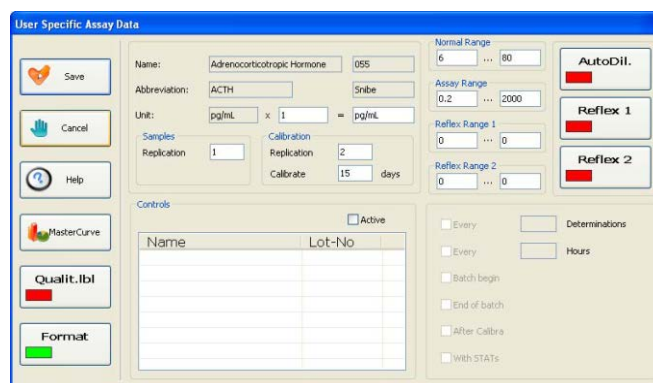 User Specific Assay Data
Save
Cancel
Help
MasterCurve
Qualit.lbl
Format
Name: Adrenocorticotropic Hormone 055
Abbreviation: ACTH Snibe
Unit: pg/mL x 1 = pg/mL
Samples
Replication 1
Calibration
Replication 2
Calibrate 15 days
Normal Range
6 ... 80
Assay Range
0.2 ... 2000
Reflex Range 1
0 ... 0
Reflex Range 2
0 ... 0
AutoDil.
Reflex 1
Reflex 2
Controls
Active
Name Lot-No
Every Determinations
Every Hours
Batch begin
End of batch
After Calibra
With STATs